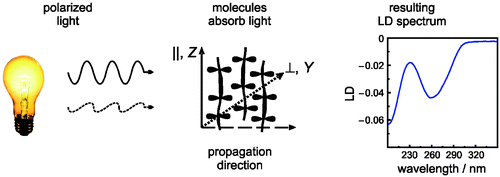 polarized
light
molecules
absorb light
resulting
LD spectrum
||, Z
⊥, Y
propagation
direction
LD
0
−0.02
−0.04
−0.06
230 260 290 320
wavelength / nm